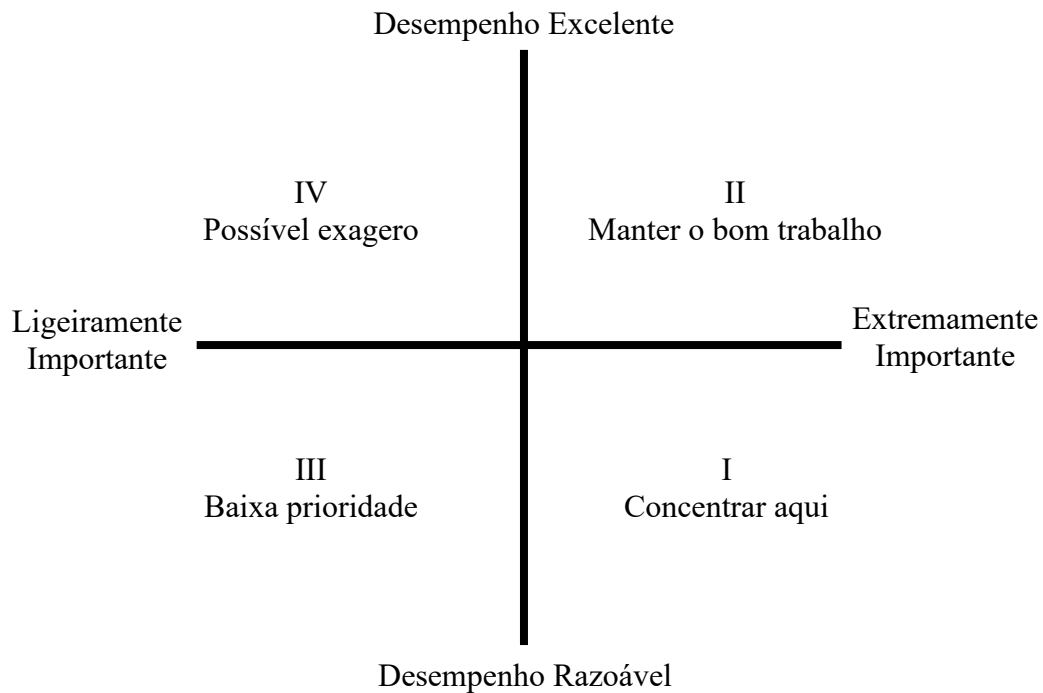 Desempenho Excelente
IV
Possível exagero
II
Manter o bom trabalho
Ligeiramente
Importante
Extremamente
Importante
III
Baixa prioridade
I
Concentrar aqui
Desempenho Razoável